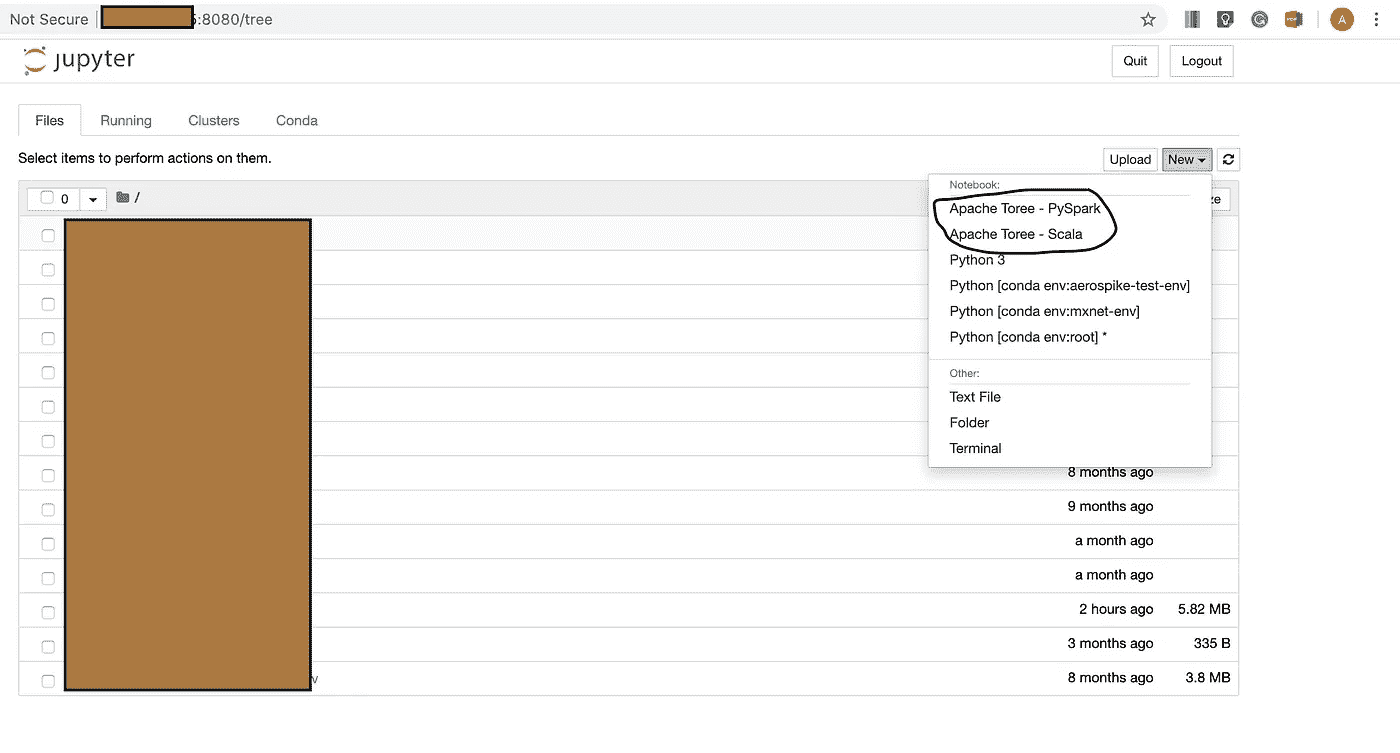 Not Secure | 5:8080/tree
A
jupyter
Quit Logout
Files Running Clusters Conda
Select items to perform actions on them.
Upload New
0 /
Notebook:
Apache Toree - PySpark
Apache Toree - Scala
Python 3
Python [conda env:aerospike-test-env]
Python [conda env:mxnet-env]
Python [conda env:root] *
Other:
Text File
Folder
Terminal
8 months ago
9 months ago
a month ago
a month ago
2 hours ago 5.82 MB
3 months ago 335 B
8 months ago 3.8 MB